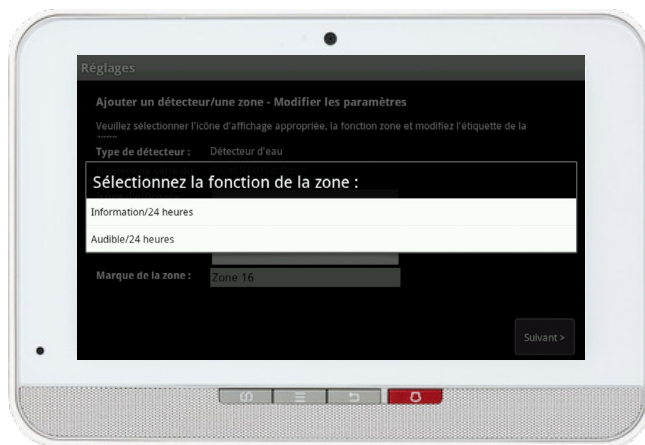 Réglages
Ajouter un détecteur/une zone - Modifier les paramètres
Veuillez sélectionner l'icône d'affichage appropriée, la fonction zone et modifiez l'étiquette de la
Type de détecteur : Détecteur d'eau
Sélectionnez la fonction de la zone :
Information/24 heures
Audible/24 heures
Marque de la zone : Zone 16
Suivant >